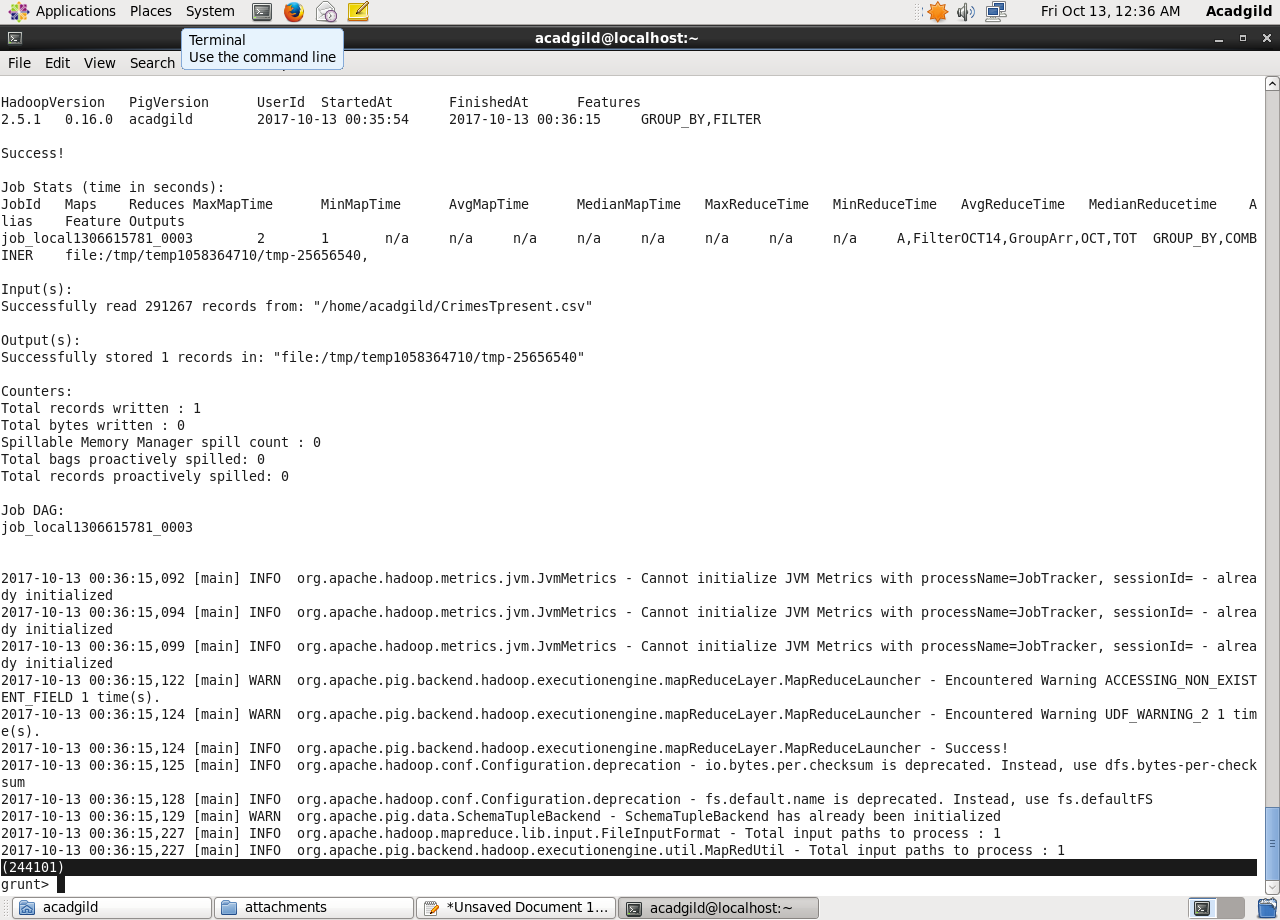 Applications Places System Fri Oct 13, 12:36 AM Acadgild
Terminal
Use the command line
acadgild@localhost:~
File Edit View Search
HadoopVersion PigVersion UserId StartedAt FinishedAt Features
2.5.1 0.16.0 acadgild 2017-10-13 00:35:54 2017-10-13 00:36:15 GROUP_BY,FILTER
Success!
Job Stats (time in seconds):
JobId Maps Reduces MaxMapTime MinMapTime AvgMapTime MedianMapTime MaxReduceTime MinReduceTime AvgReduceTime MedianReducetime A
lias Feature Outputs
job_local1306615781_0003 2 1 n/a n/a n/a n/a n/a n/a n/a n/a A,FilterOCT14,GroupArr,OCT,TOT GROUP_BY,COMB
INER file:/tmp/temp1058364710/tmp-25656540,
Input(s):
Successfully read 291267 records from: "/home/acadgild/CrimesTpresent.csv"
Output(s):
Successfully stored 1 records in: "file:/tmp/temp1058364710/tmp-25656540"
Counters:
Total records written : 1
Total bytes written : 0
Spillable Memory Manager spill count : 0
Total bags proactively spilled: 0
Total records proactively spilled: 0
Job DAG:
job_local1306615781_0003
2017-10-13 00:36:15,092 [main] INFO org.apache.hadoop.metrics.jvm.JvmMetrics - Cannot initialize JVM Metrics with processName=JobTracker, sessionId= - alrea
dy initialized
2017-10-13 00:36:15,094 [main] INFO org.apache.hadoop.metrics.jvm.JvmMetrics - Cannot initialize JVM Metrics with processName=JobTracker, sessionId= - alrea
dy initialized
2017-10-13 00:36:15,099 [main] INFO org.apache.hadoop.metrics.jvm.JvmMetrics - Cannot initialize JVM Metrics with processName=JobTracker, sessionId= - alrea
dy initialized
2017-10-13 00:36:15,122 [main] WARN org.apache.pig.backend.hadoop.executionengine.mapReduceLayer.MapReduceLauncher - Encountered Warning ACCESSING_NON_EXIST
ENT_FIELD 1 time(s).
2017-10-13 00:36:15,124 [main] WARN org.apache.pig.backend.hadoop.executionengine.mapReduceLayer.MapReduceLauncher - Encountered Warning UDF_WARNING_2 1 tim
e(s).
2017-10-13 00:36:15,124 [main] INFO org.apache.pig.backend.hadoop.executionengine.mapReduceLayer.MapReduceLauncher - Success!
2017-10-13 00:36:15,125 [main] INFO org.apache.hadoop.conf.Configuration.deprecation - io.bytes.per.checksum is deprecated. Instead, use dfs.bytes-per-check
sum
2017-10-13 00:36:15,128 [main] INFO org.apache.hadoop.conf.Configuration.deprecation - fs.default.name is deprecated. Instead, use fs.defaultFS
2017-10-13 00:36:15,129 [main] WARN org.apache.pig.data.SchemaTupleBackend - SchemaTupleBackend has already been initialized
2017-10-13 00:36:15,227 [main] INFO org.apache.hadoop.mapreduce.lib.input.FileInputFormat - Total input paths to process : 1
2017-10-13 00:36:15,227 [main] INFO org.apache.pig.backend.hadoop.executionengine.util.MapRedUtil - Total input paths to process : 1
(244101)
grunt>
acadgild attachments *Unsaved Document 1... acadgild@localhost:~